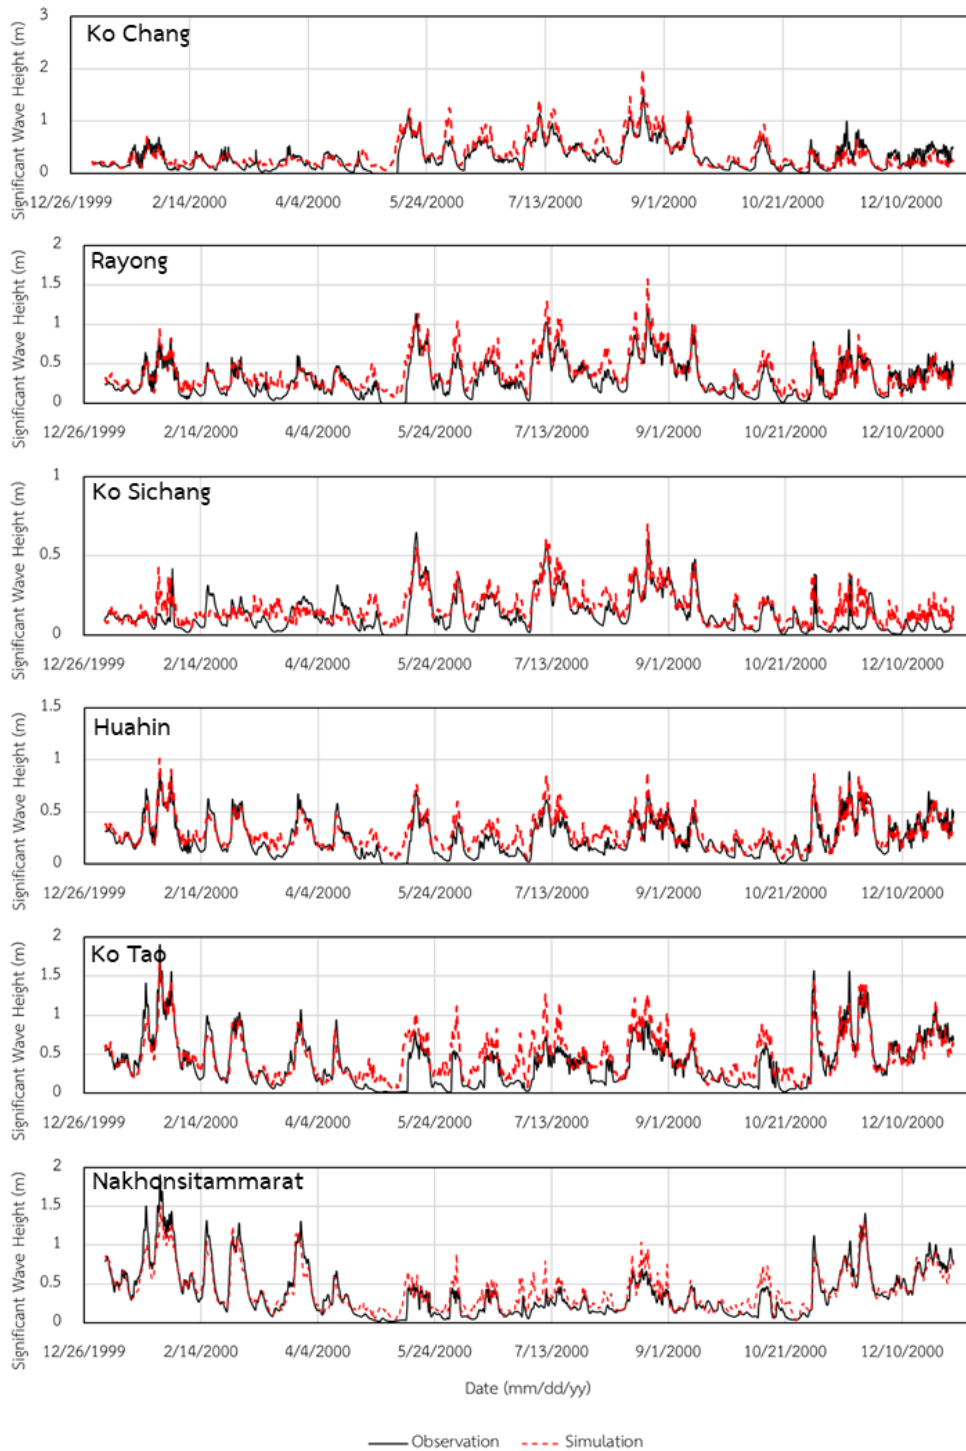 Significant Wave Height (m)
3
2
1
0
Ko Chang
12/26/1999 2/14/2000 4/4/2000 5/24/2000 7/13/2000 9/1/2000 10/21/2000 12/10/2000
Significant Wave Height (m)
2
1.5
1
0.5
0
Rayong
12/26/1999 2/14/2000 4/4/2000 5/24/2000 7/13/2000 9/1/2000 10/21/2000 12/10/2000
Significant Wave Height (m)
1
0.5
0
Ko Sichang
12/26/1999 2/14/2000 4/4/2000 5/24/2000 7/13/2000 9/1/2000 10/21/2000 12/10/2000
Significant Wave Height (m)
1.5
1
0.5
0
Huahin
12/26/1999 2/14/2000 4/4/2000 5/24/2000 7/13/2000 9/1/2000 10/21/2000 12/10/2000
Significant Wave Height (m)
2
1.5
1
0.5
0
Ko Tao
12/26/1999 2/14/2000 4/4/2000 5/24/2000 7/13/2000 9/1/2000 10/21/2000 12/10/2000
Significant Wave Height (m)
2
1.5
1
0.5
0
Nakhonsitammarat
12/26/1999 2/14/2000 4/4/2000 5/24/2000 7/13/2000 9/1/2000 10/21/2000 12/10/2000
Date (mm/dd/yy)
Observation Simulation